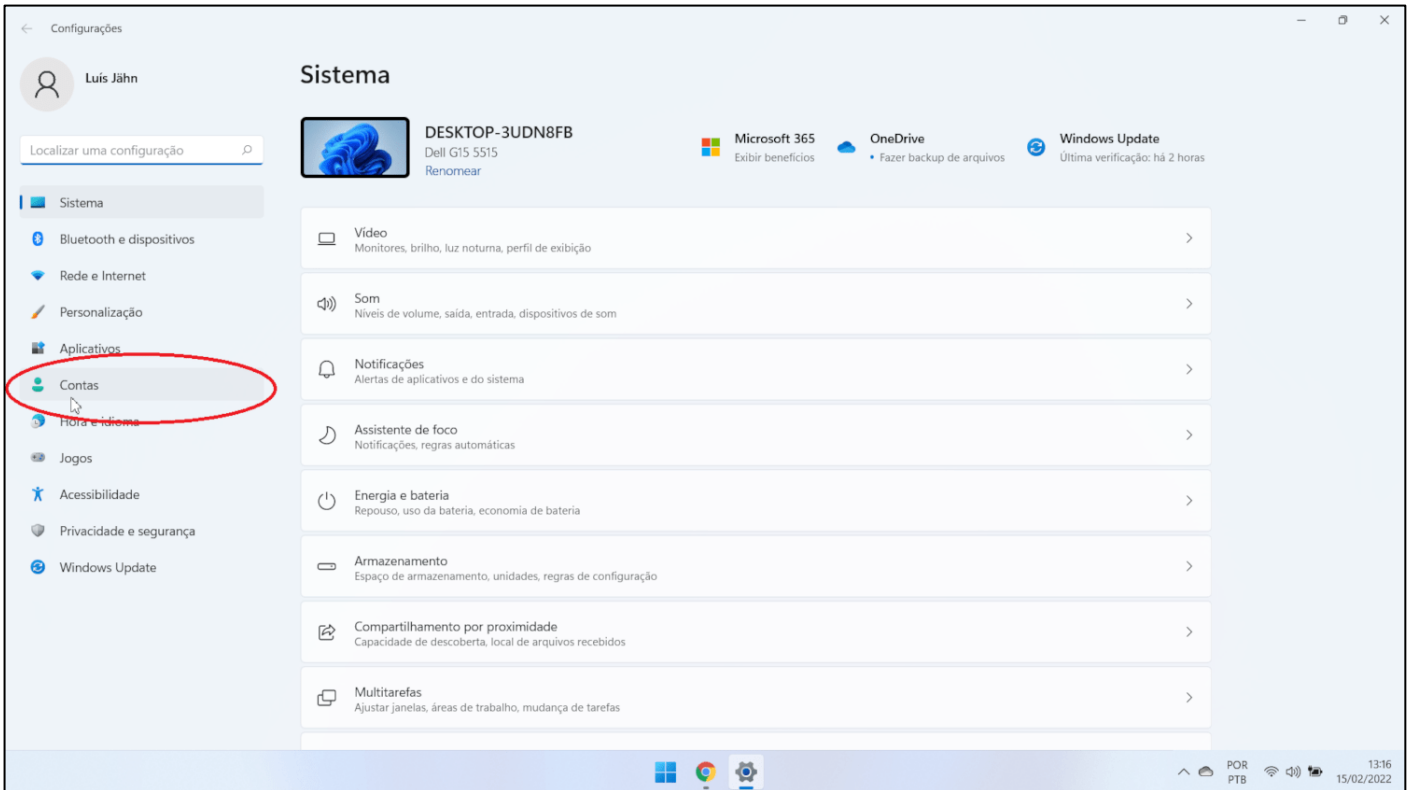 Configurações
Luís Jähn
Localizar uma configuração
Sistema
Bluetooth e dispositivos
Rede e Internet
Personalização
Aplicativos
Contas
Hora e idioma
Jogos
Acessibilidade
Privacidade e segurança
Windows Update
Sistema
DESKTOP-3UDN8FB
Dell G15 5515
Renomear
Microsoft 365
Exibir benefícios
OneDrive
• Fazer backup de arquivos
Windows Update
Última verificação: há 2 horas
Vídeo
Monitores, brilho, luz noturna, perfil de exibição
Som
Níveis de volume, saída, entrada, dispositivos de som
Notificações
Alertas de aplicativos e do sistema
Assistente de foco
Notificações, regras automáticas
Energia e bateria
Repouso, uso da bateria, economia de bateria
Armazenamento
Espaço de armazenamento, unidades, regras de configuração
Compartilhamento por proximidade
Capacidade de descoberta, local de arquivos recebidos
Multitarefas
Ajustar janelas, áreas de trabalho, mudança de tarefas
POR
PTB
13:16
15/02/2022